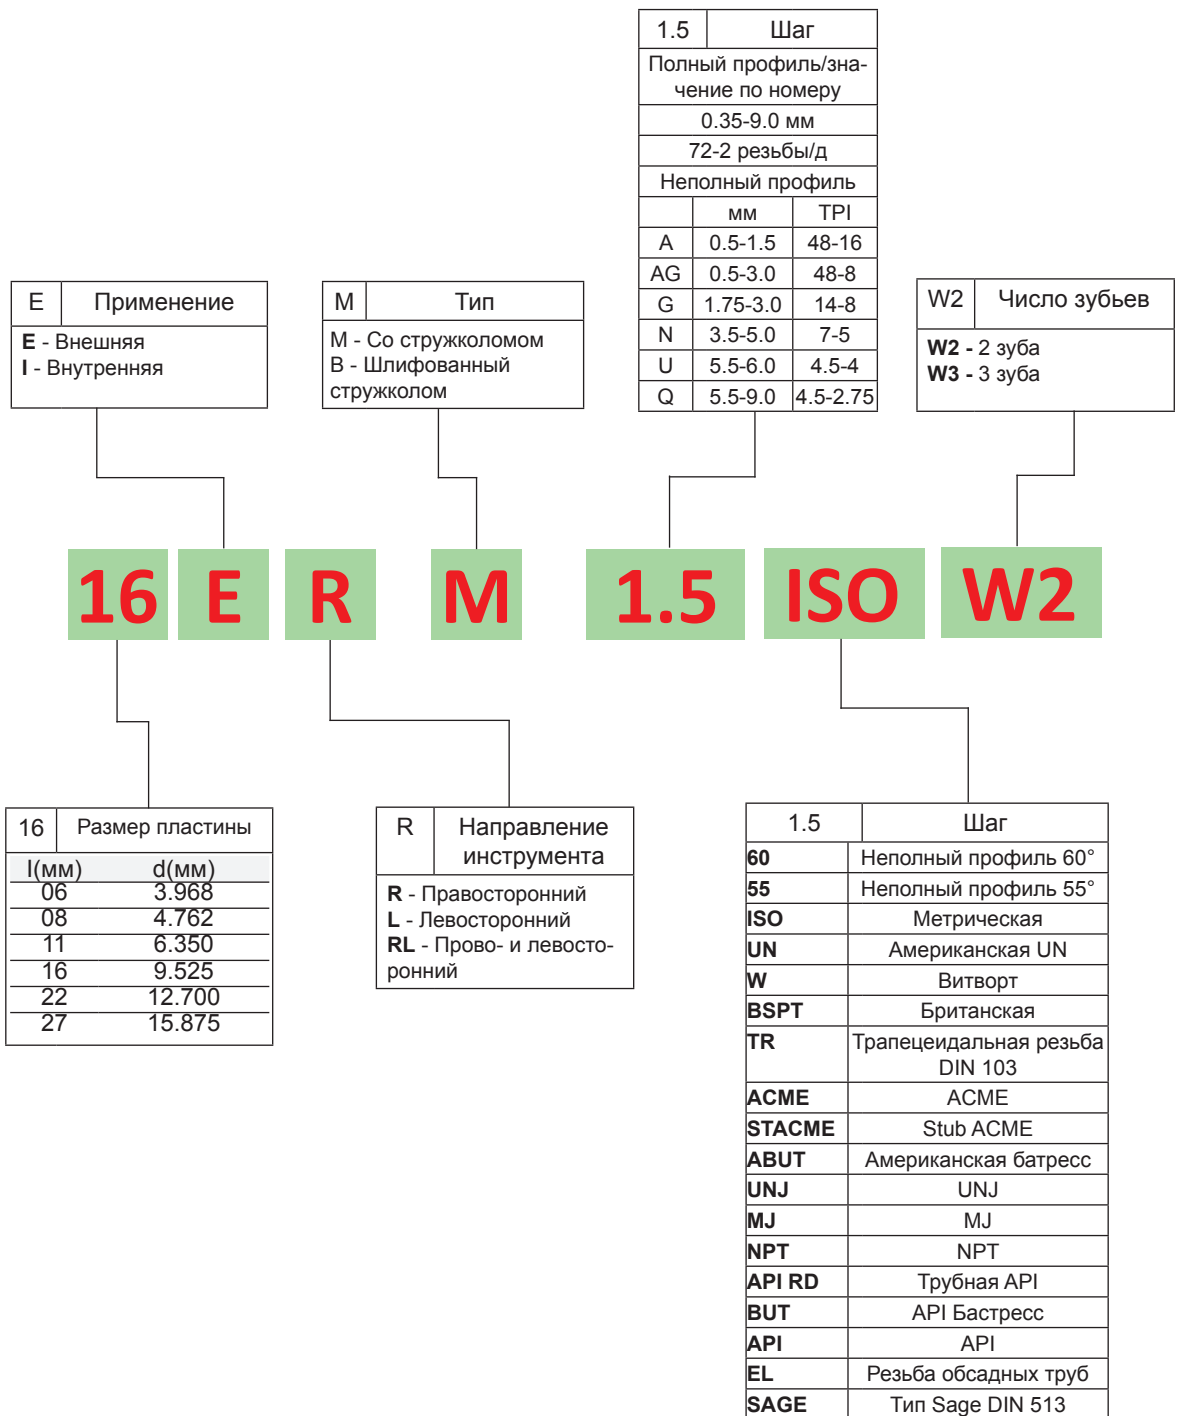 1.5 Шаг
Полный профиль/зна-
чение по номеру
0.35-9.0 мм
72-2 резьбы/д
Неполный профиль
мм TPI
A 0.5-1.5 48-16
AG 0.5-3.0 48-8
G 1.75-3.0 14-8
N 3.5-5.0 7-5
U 5.5-6.0 4.5-4
Q 5.5-9.0 4.5-2.75
E Применение
E - Внешняя
I - Внутренняя
M Тип
M - Со стружколомом
B - Шлифованный
стружколом
W2 Число зубьев
W2 - 2 зуба
W3 - 3 зуба
16 E R M 1.5 ISO W2
16 Размер пластины
l(мм) d(мм)
06 3.968
08 4.762
11 6.350
16 9.525
22 12.700
27 15.875
R Направление
инструмента
R - Правосторонний
L - Левосторонний
RL - Прово- и левосто-
ронний
1.5 Шаг
60 Неполный профиль 60°
55 Неполный профиль 55°
ISO Метрическая
UN Американская UN
W Витворт
BSPT Британская
TR Трапецеидальная резьба
DIN 103
ACME ACME
STACME Stub ACME
ABUT Американская батресс
UNJ UNJ
MJ MJ
NPT NPT
API RD Трубная API
BUT API Бастресс
API API
EL Резьба обсадных труб
SAGE Тип Sage DIN 513